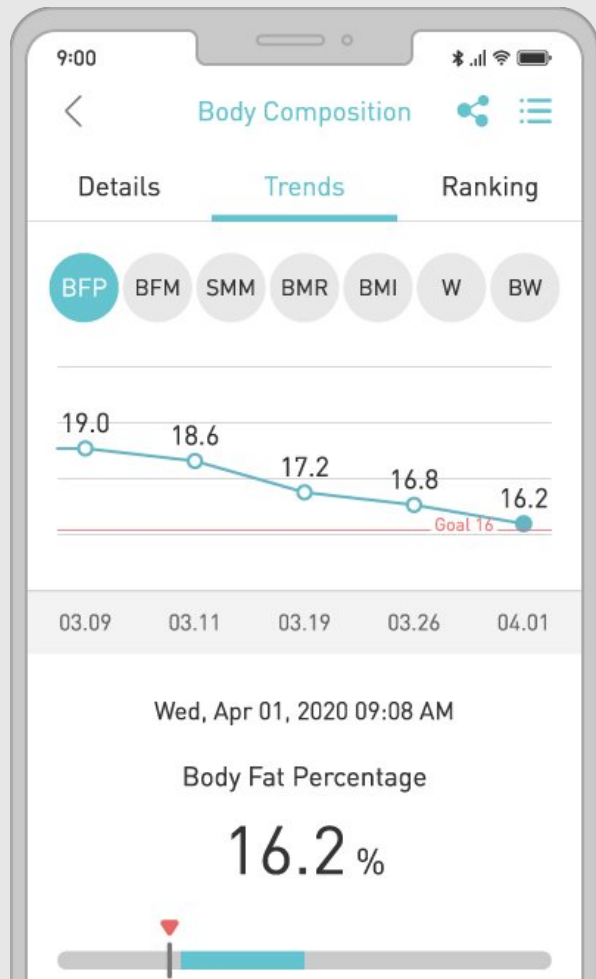 9:00
Body Composition
Details Trends Ranking
BFP BFM SMM BMR BMI W BW
19.0 18.6 17.2 16.8 16.2
Goal 16
03.09 03.11 03.19 03.26 04.01
Wed, Apr 01, 2020 09:08 AM
Body Fat Percentage
16.2 %